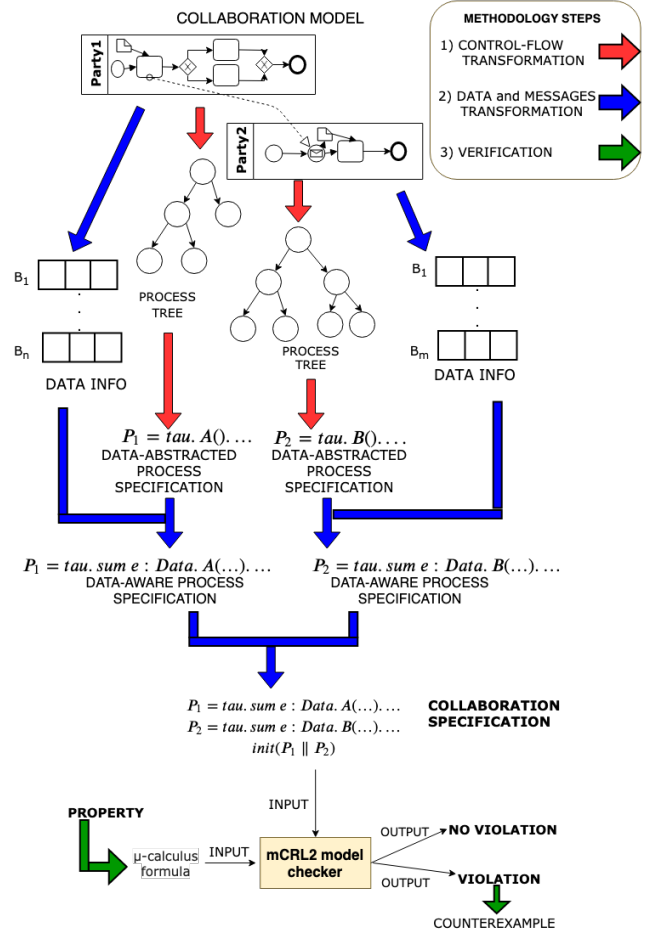 COLLABORATION MODEL
Party1
Party2
METHODOLOGY STEPS
1) CONTROL-FLOW
TRANSFORMATION
2) DATA and MESSAGES
TRANSFORMATION
3) VERIFICATION
B1
.
.
.
Bn
DATA INFO
PROCESS
TREE
PROCESS
TREE
B1
.
.
.
Bm
DATA INFO
P1 = tau. A(). . . .
DATA-ABSTRACTED
PROCESS
SPECIFICATION
P2 = tau. B(). . . .
DATA-ABSTRACTED
PROCESS
SPECIFICATION
P1 = tau. sum e : Data. A(…). …
DATA-AWARE PROCESS
SPECIFICATION
P2 = tau. sum e : Data. B(…). …
DATA-AWARE PROCESS
SPECIFICATION
P1 = tau. sum e : Data. A(…). …
P2 = tau. sum e : Data. B(…). …
init(P1 ∥ P2)
COLLABORATION
SPECIFICATION
INPUT
PROPERTY
μ-calculus
formula
INPUT
mCRL2 model
checker
OUTPUT
NO VIOLATION
OUTPUT
VIOLATION
COUNTEREXAMPLE